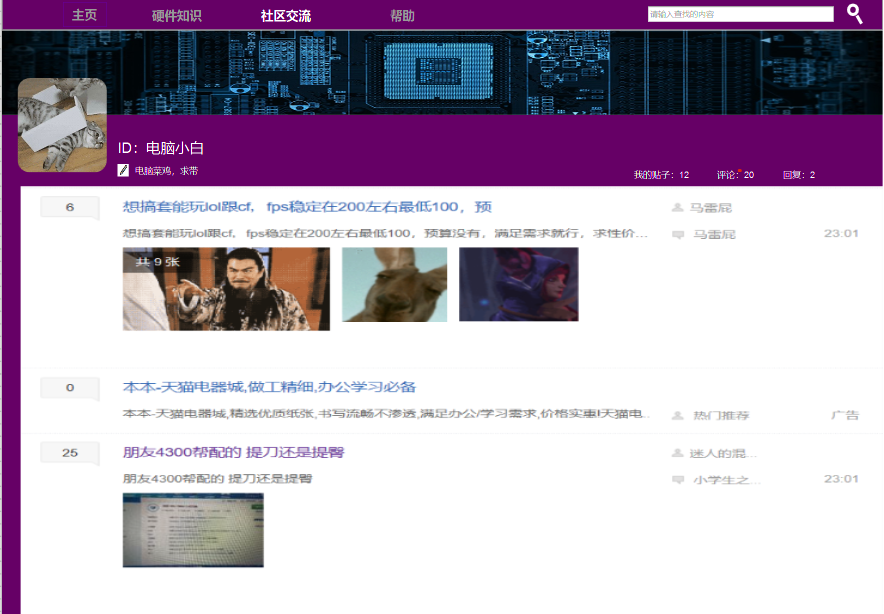 主页 硬件知识 社区交流 帮助 请输入查找的内容
ID：电脑小白
电脑菜鸡，求带
我的贴子：12 评论：20 回复：2
6 想搞套能玩lol跟cf，fps稳定在200左右最低100，预 马雷屁
想搞套能玩lol跟cf，fps稳定在200左右最低100，预算没有，满足需求就行，求性价... 马雷屁 23:01
共 9 张
0 本本-天猫电器城,做工精细,办公学习必备
本本-天猫电器城,精选优质纸张,书写流畅不渗透,满足办公/学习需求,价格实惠!天猫电... 热门推荐 广告
25 朋友4300帮配的 提刀还是提臀 迷人的混...
朋友4300帮配的 提刀还是提臀 小学生之... 23:01